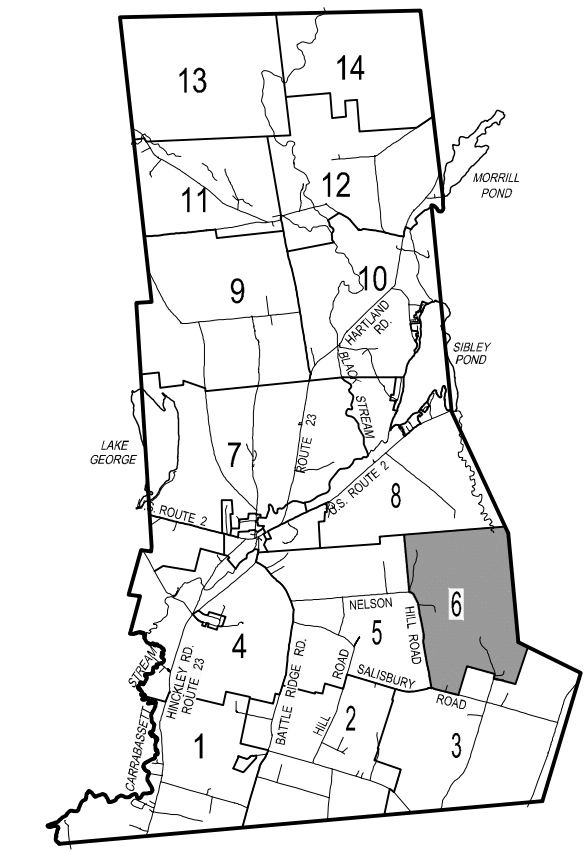 13
14
MORRILL
POND
12
11
10
9
HARTLAND
RD.
SIBLEY
POND
BLACK
STREAM
ROUTE 23
LAKE
GEORGE
7
U.S. ROUTE 2
8
U.S. ROUTE 2
6
NELSON
HILL ROAD
5
4
STREAM
HINCKLEY RD.
ROUTE 23
BATTLE RIDGE RD.
ROAD
SALISBURY
ROAD
HILL
2
CARRABASSETT
1
3